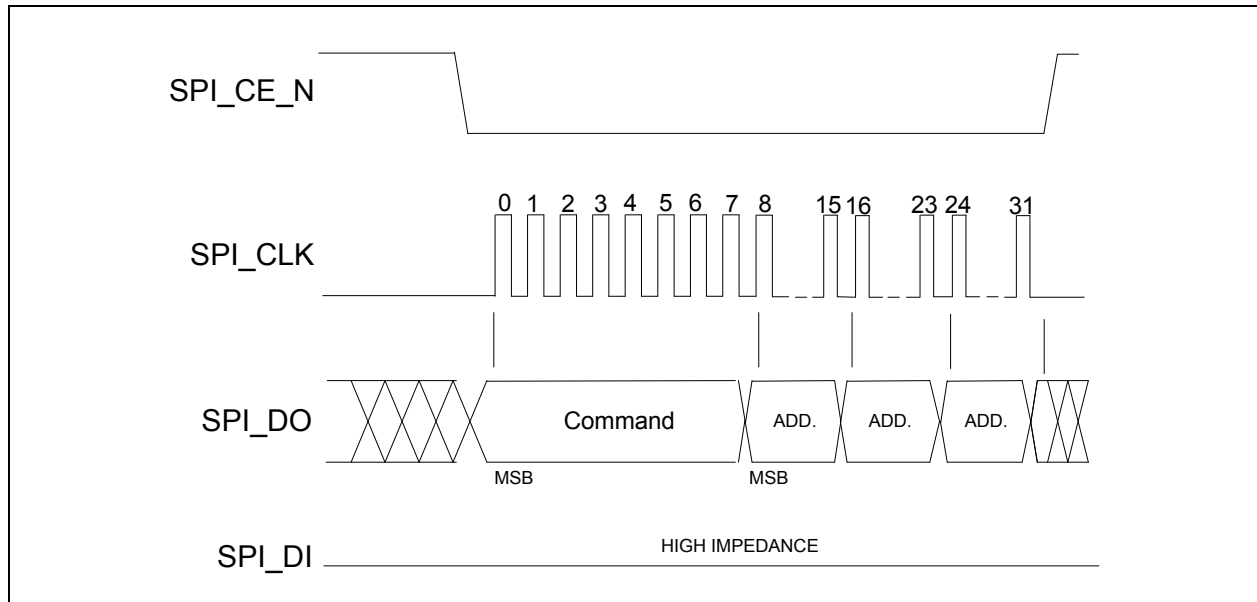 SPI_CE_N
0 1 2 3 4 5 6 7 8 15 16 23 24 31
SPI_CLK
SPI_DO
Command ADD. ADD. ADD.
MSB MSB
HIGH IMPEDANCE
SPI_DI